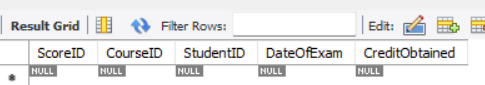 Result Grid Filter Rows: Edit:
ScoreID CourseID StudentID DateOfExam CreditObtained
NULL NULL NULL NULL NULL